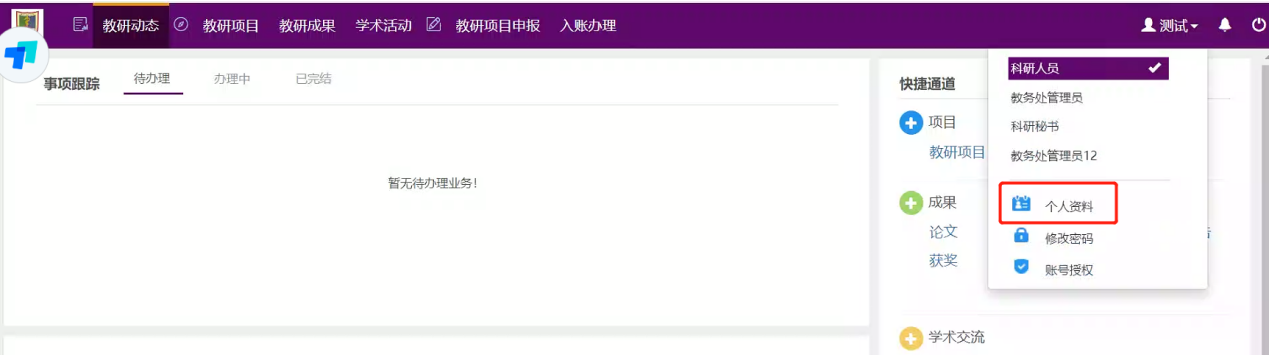 教研动态 教研项目 教研成果 学术活动 教研项目申报 入账办理 测试
事项跟踪 待办理 办理中 已完结
暂无待办理业务!
快捷通道
项目
教研项目
成果
论文
获奖
学术交流
科研人员
教务处管理员
科研秘书
教务处管理员12
个人资料
修改密码
账号授权